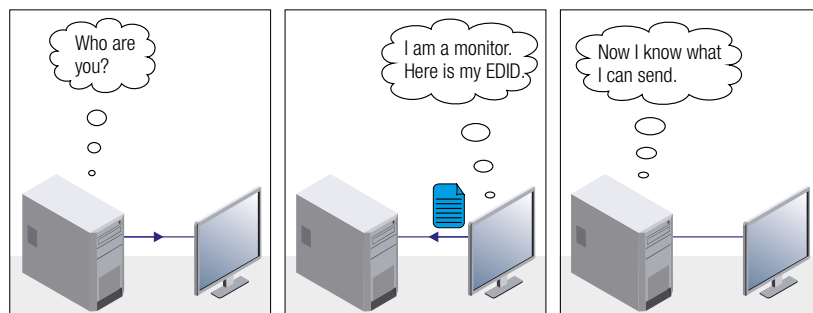 Who are
you?
I am a monitor.
Here is my EDID.
Now I know what
I can send.